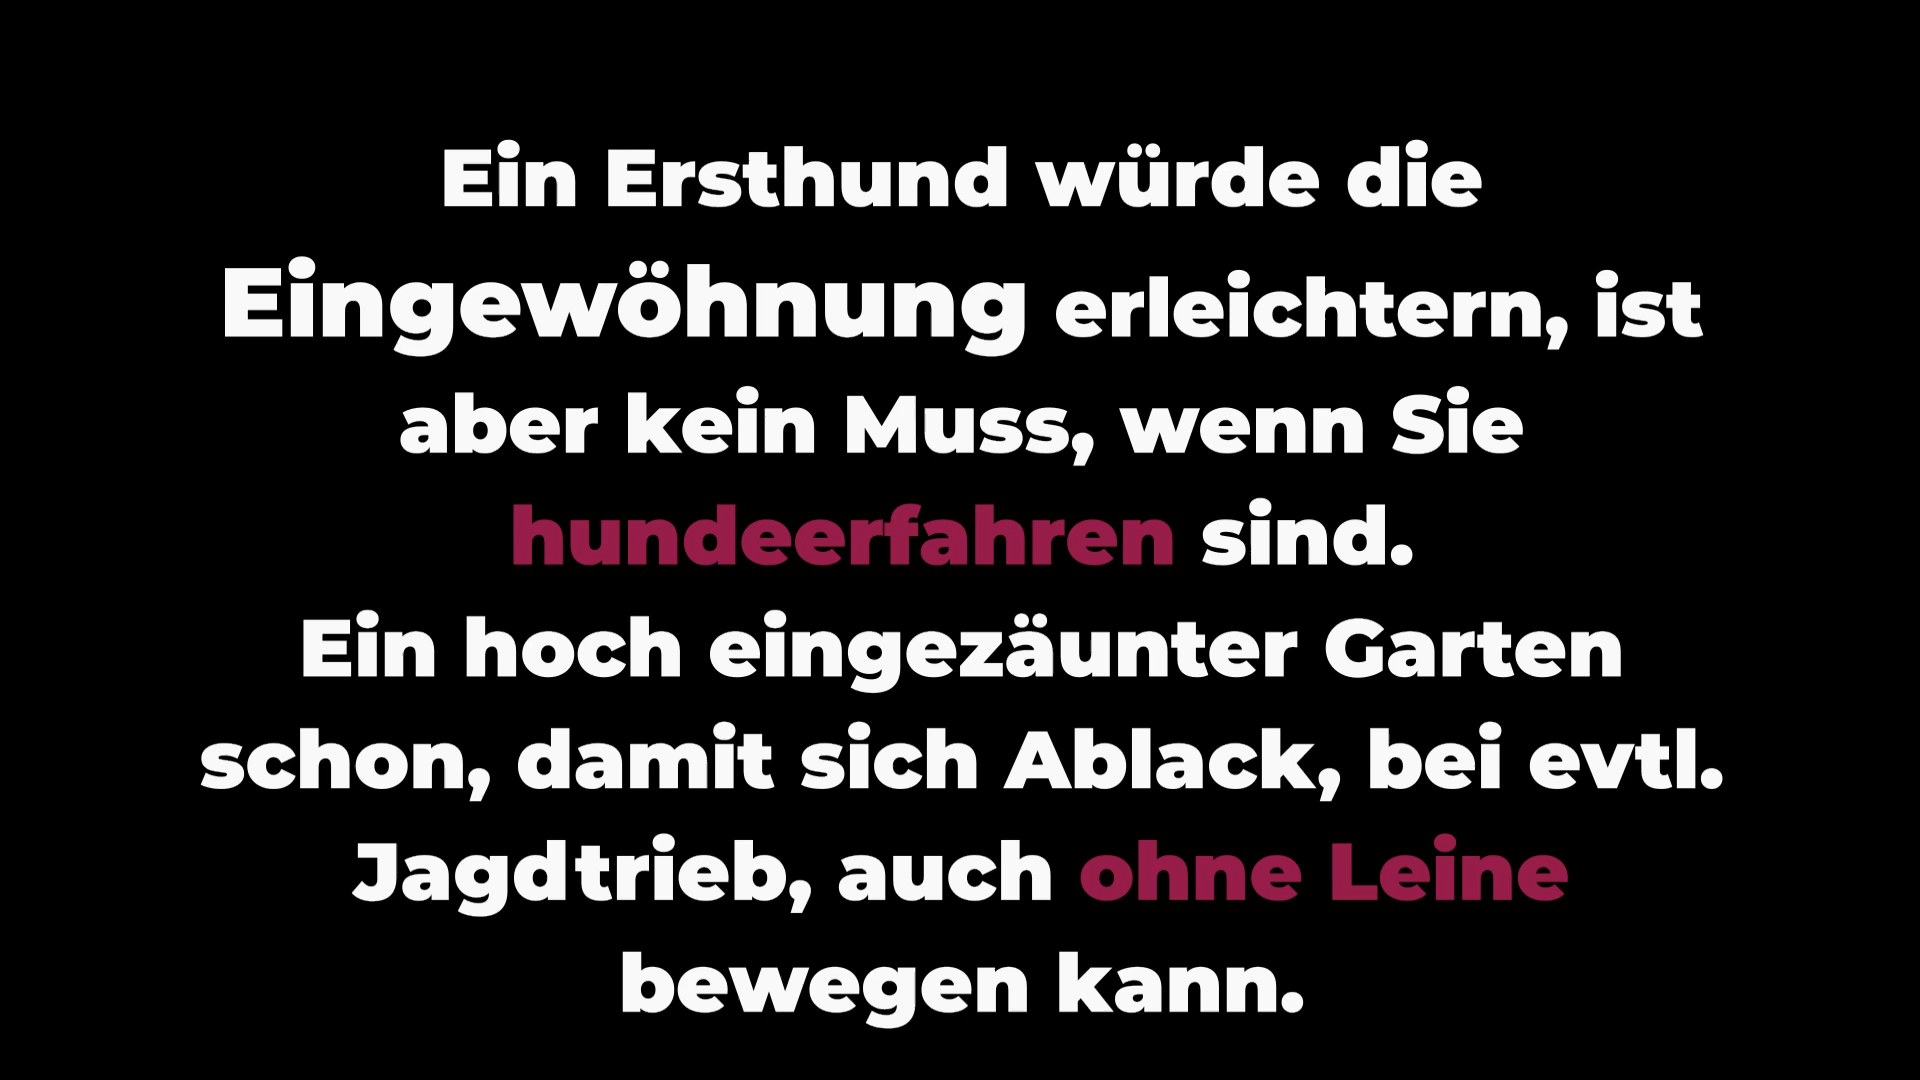 Ein Ersthund würde die
Eingewöhnung erleichtern, ist
aber kein Muss, wenn Sie
hundeerfahren sind.
Ein hoch eingezäunter Garten
schon, damit sich Ablack, bei evtl.
Jagdtrieb, auch ohne Leine
bewegen kann.